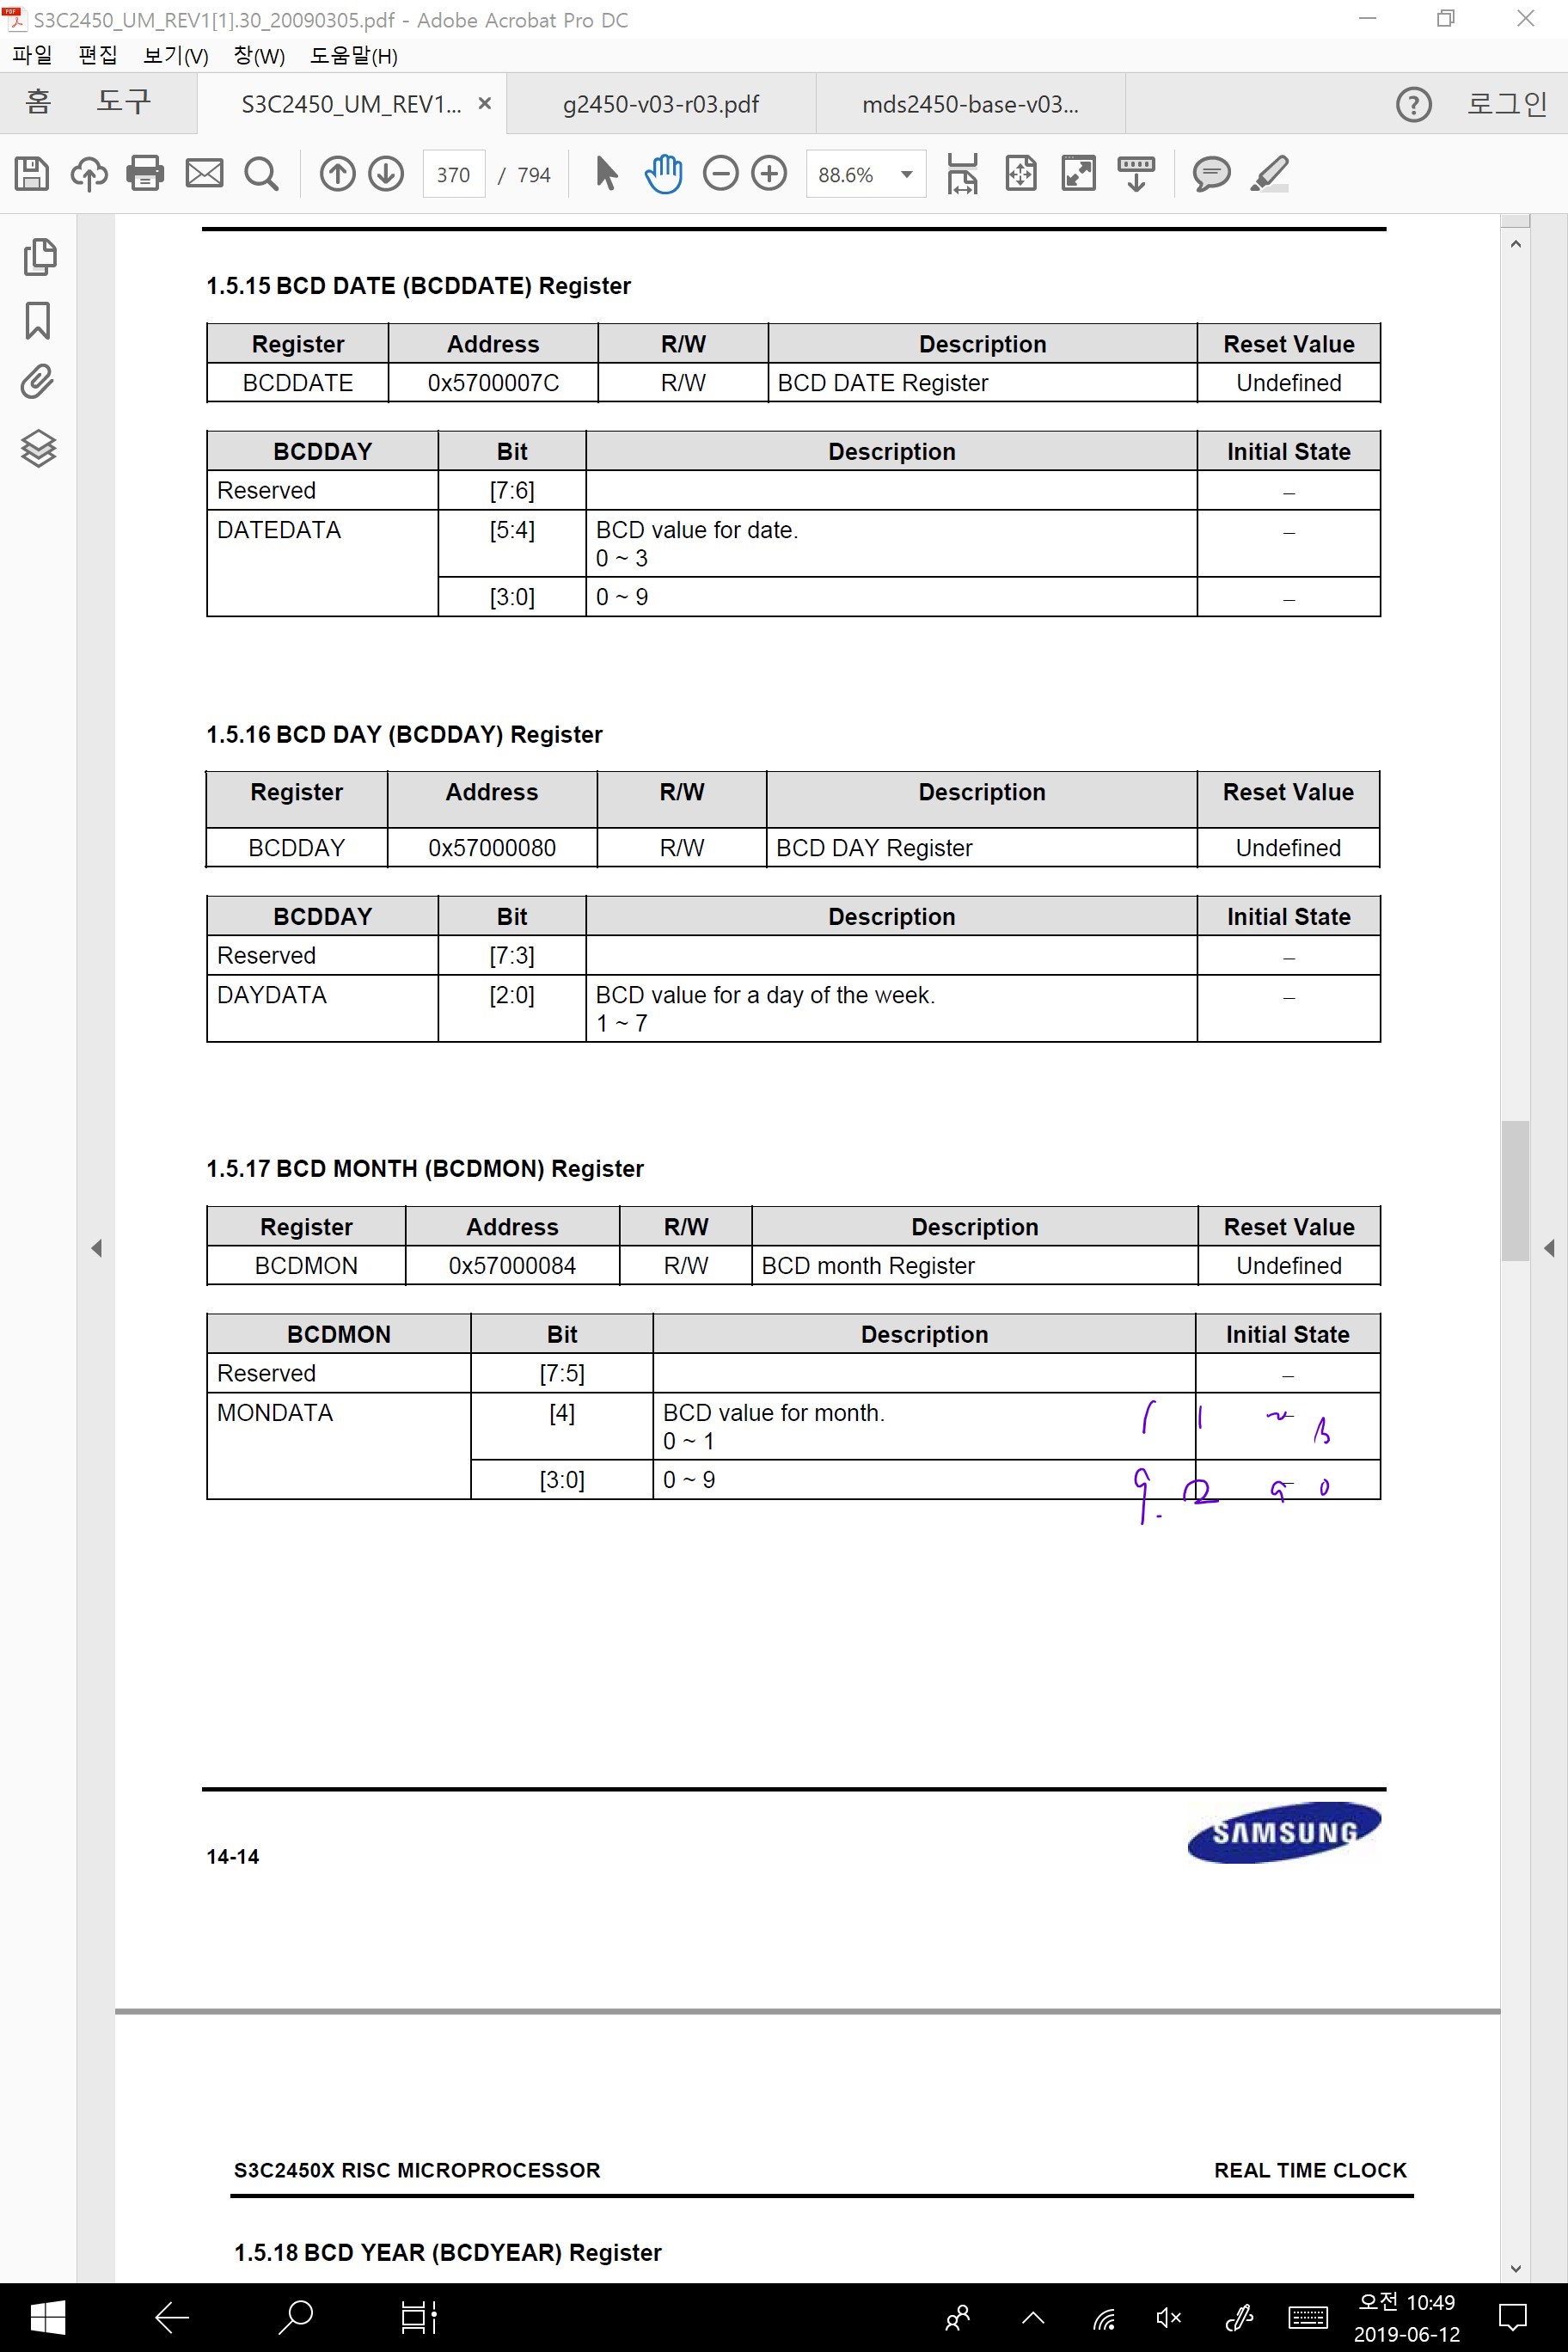 S3C2450_UM_REV1[1].30_20090305.pdf - Adobe Acrobat Pro DC
파일 편집 보기(V) 창(W) 도움말(H)
홈 도구 S3C2450_UM_REV1... × g2450-v03-r03.pdf mds2450-base-v03... ? 로그인
370 / 794 88.6%
1.5.15 BCD DATE (BCDDATE) Register
Register Address R/W Description Reset Value
BCDDATE 0x5700007C R/W BCD DATE Register Undefined
BCDDAY Bit Description Initial State
Reserved [7:6] –
DATEDATA [5:4] BCD value for date. –
0 ~ 3
[3:0] 0 ~ 9 –
1.5.16 BCD DAY (BCDDAY) Register
Register Address R/W Description Reset Value
BCDDAY 0x57000080 R/W BCD DAY Register Undefined
BCDDAY Bit Description Initial State
Reserved [7:3] –
DAYDATA [2:0] BCD value for a day of the week. –
1 ~ 7
1.5.17 BCD MONTH (BCDMON) Register
Register Address R/W Description Reset Value
BCDMON 0x57000084 R/W BCD month Register Undefined
BCDMON Bit Description Initial State
Reserved [7:5] –
MONDATA [4] BCD value for month. –
0 ~ 1
[3:0] 0 ~ 9 –
SAMSUNG
14-14
S3C2450X RISC MICROPROCESSOR REAL TIME CLOCK
1.5.18 BCD YEAR (BCDYEAR) Register
오전 10:49
2019-06-12